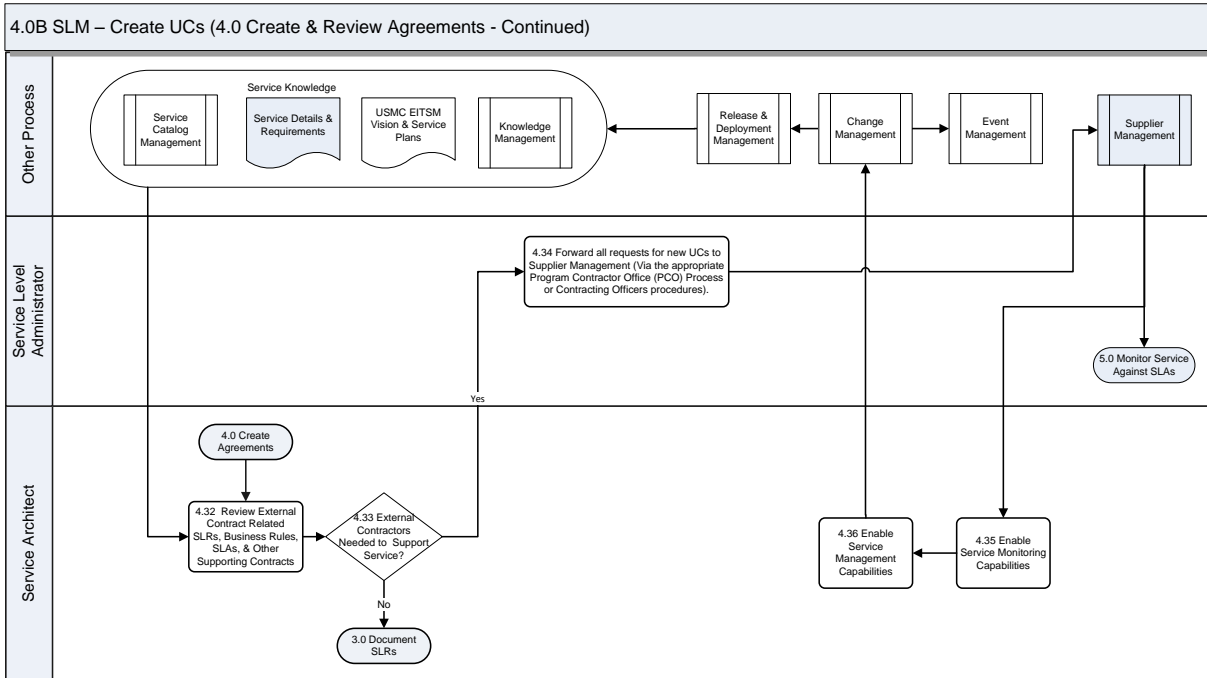 4.0B SLM – Create UCs (4.0 Create & Review Agreements - Continued)
Other Process
Service Knowledge
Service
Catalog
Management
Service Details &
Requirements
USMC EITSM
Vision & Service
Plans
Knowledge
Management
Release &
Deployment
Management
Change
Management
Event
Management
Supplier
Management
Service Level
Administrator
4.34 Forward all requests for new UCs to
Supplier Management (Via the appropriate
Program Contractor Office (PCO) Process
or Contracting Officers procedures).
5.0 Monitor Service
Against SLAs
Yes
Service Architect
4.0 Create
Agreements
4.32 Review External
Contract Related
SLRs, Business Rules,
SLAs, & Other
Supporting Contracts
4.33 External
Contractors
Needed to Support
Service?
No
3.0 Document
SLRs
4.36 Enable
Service
Management
Capabilities
4.35 Enable
Service Monitoring
Capabilities